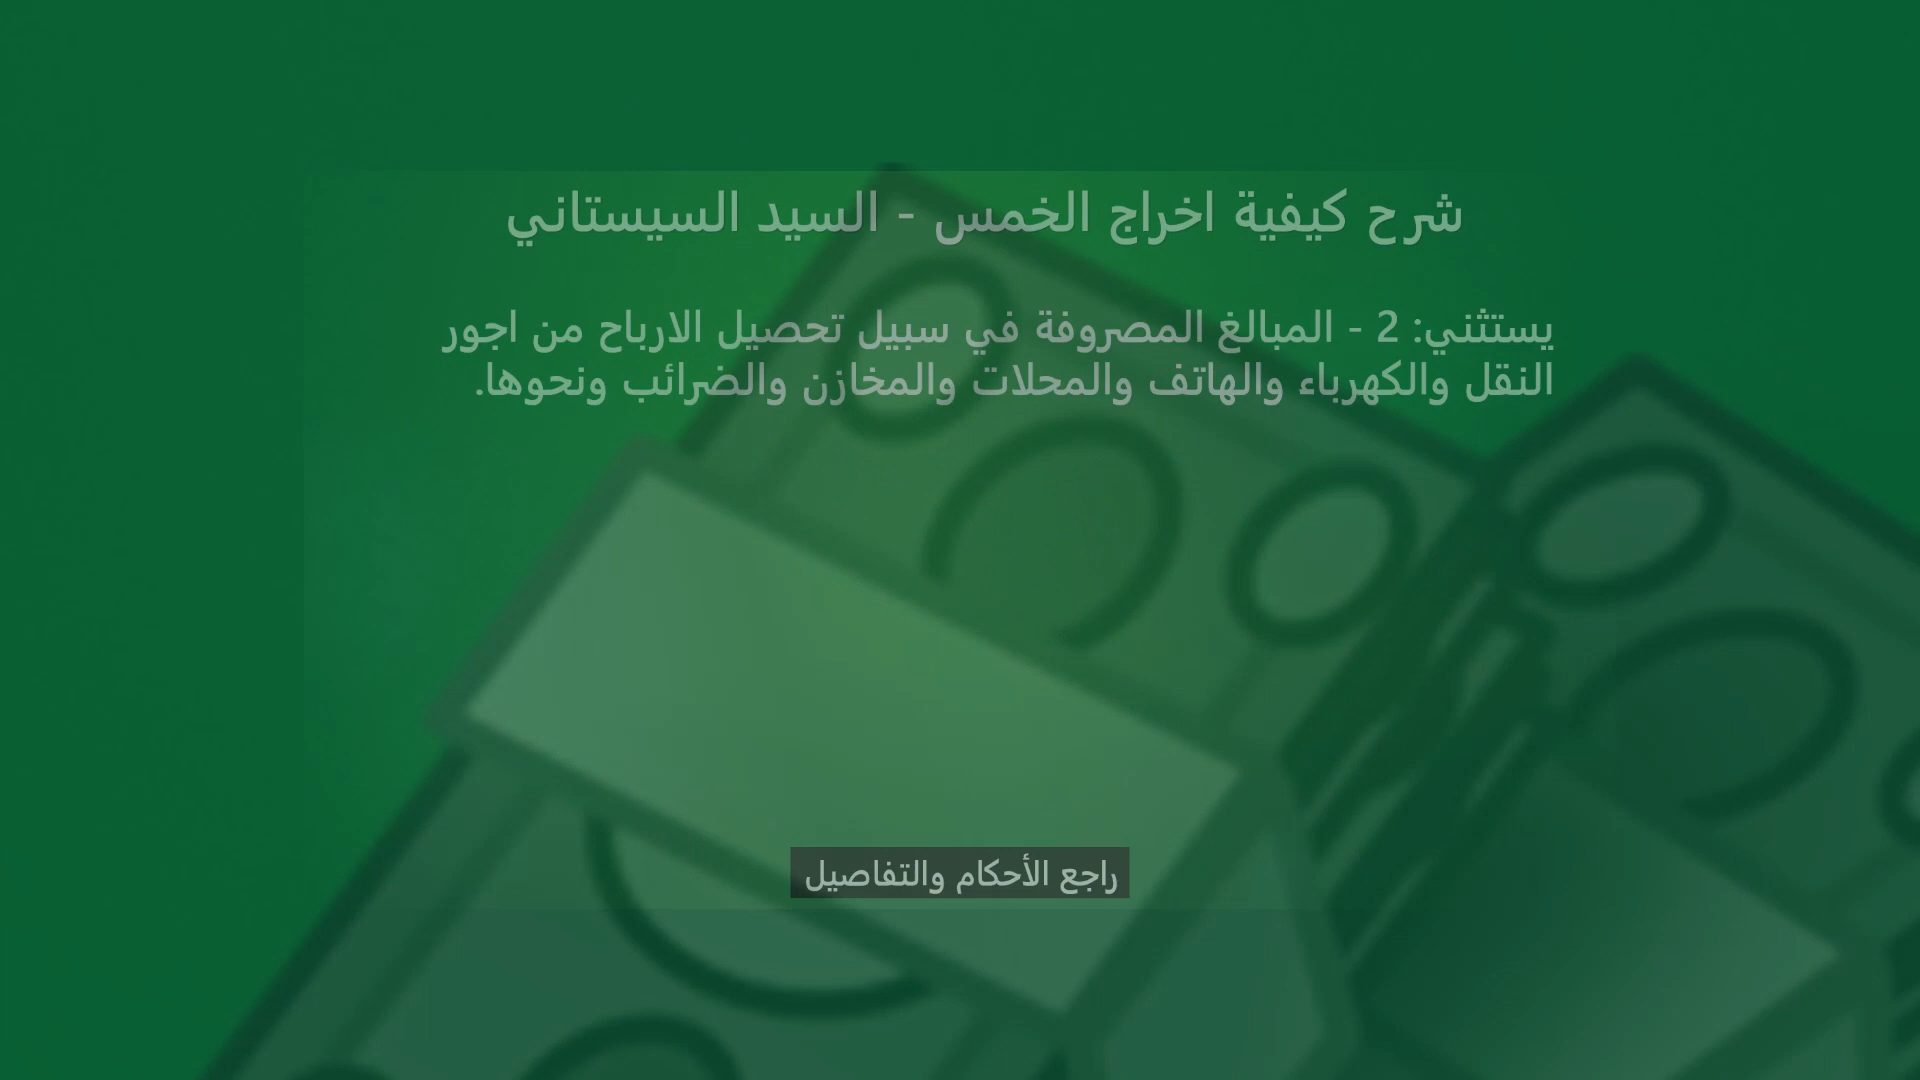 شرح كيفية اخراج الخمس - السيد السيستاني
يستثني: 2 - المبالغ المصروفة في سبيل تحصيل الارباح من اجور
النقل والكهرباء والهاتف والمحلات والمخازن والضرائب ونحوها.
راجع الأحكام والتفاصيل